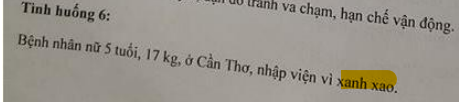 tránh va chạm, hạn chế vận động.
Tình huống 6:
Bệnh nhân nữ 5 tuổi, 17 kg, ở Cần Thơ, nhập viện vì xanh xao.